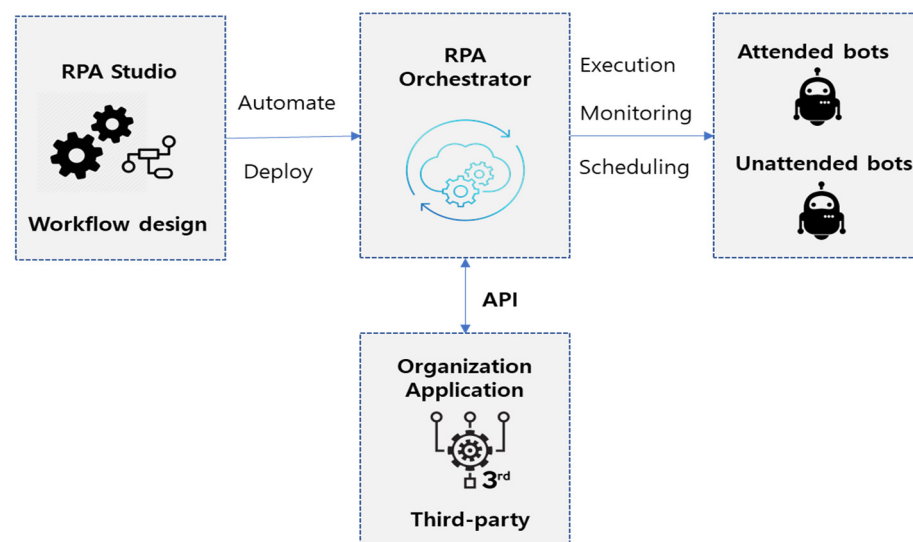 RPA Studio
Workflow design
Automate
Deploy
RPA
Orchestrator
Execution
Monitoring
Scheduling
Attended bots
Unattended bots
API
Organization
Application
3rd
Third-party